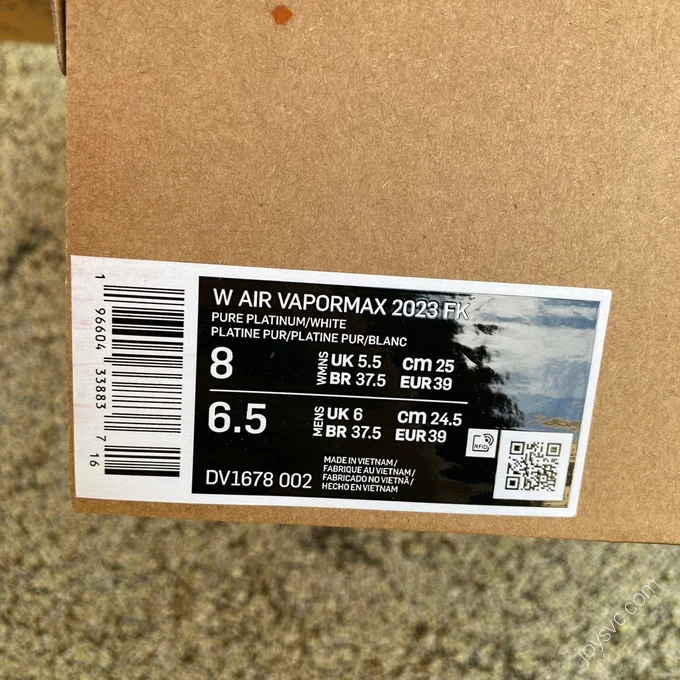 W AIR VAPORMAX 2023 FK
PURE PLATINUM/WHITE
PLATINE PUR/PLATINE PUR/BLANC
8 WMNS UK 5.5 cm 25
BR 37.5 EUR 39
6.5 MENS UK 6 cm 24.5
BR 37.5 EUR 39
RFID
DV1678 002
MADE IN VIETNAM/
FABRIQUE AU VIETNAM/
FABRICADO NO VIETNÃ/
HECHO EN VIETNAM
1 96604 33883 7 16
joysvc.com